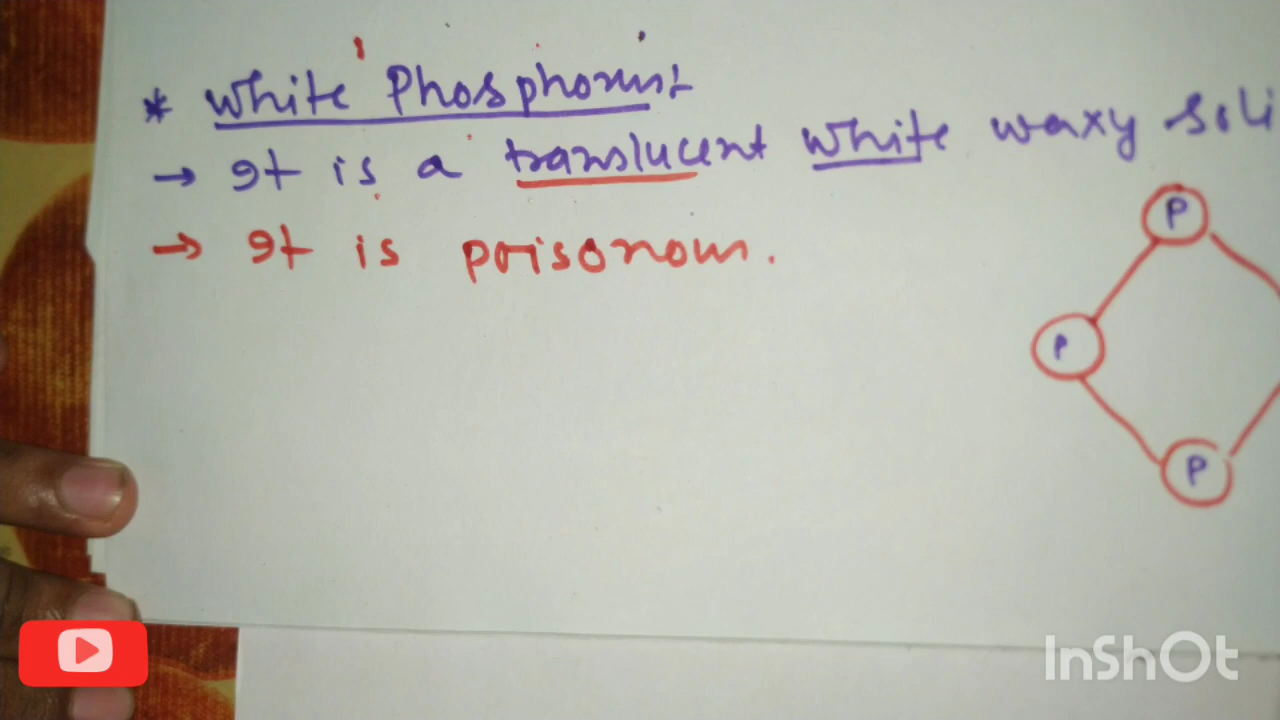 * White Phosphorus
→ It is a translucent white waxy soli
→ It is poisonous.
P
P
P
InShOt